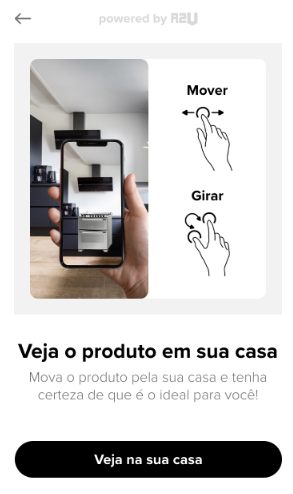 powered by R2U
Mover
Girar
Veja o produto em sua casa
Mova o produto pela sua casa e tenha
certeza de que é o ideal para você!
Veja na sua casa